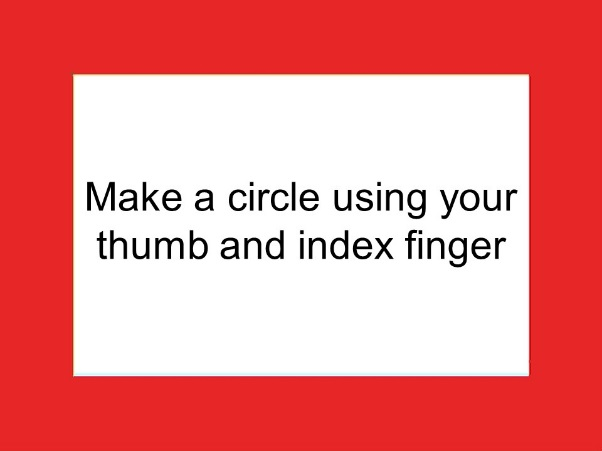 Make a circle using your
thumb and index finger